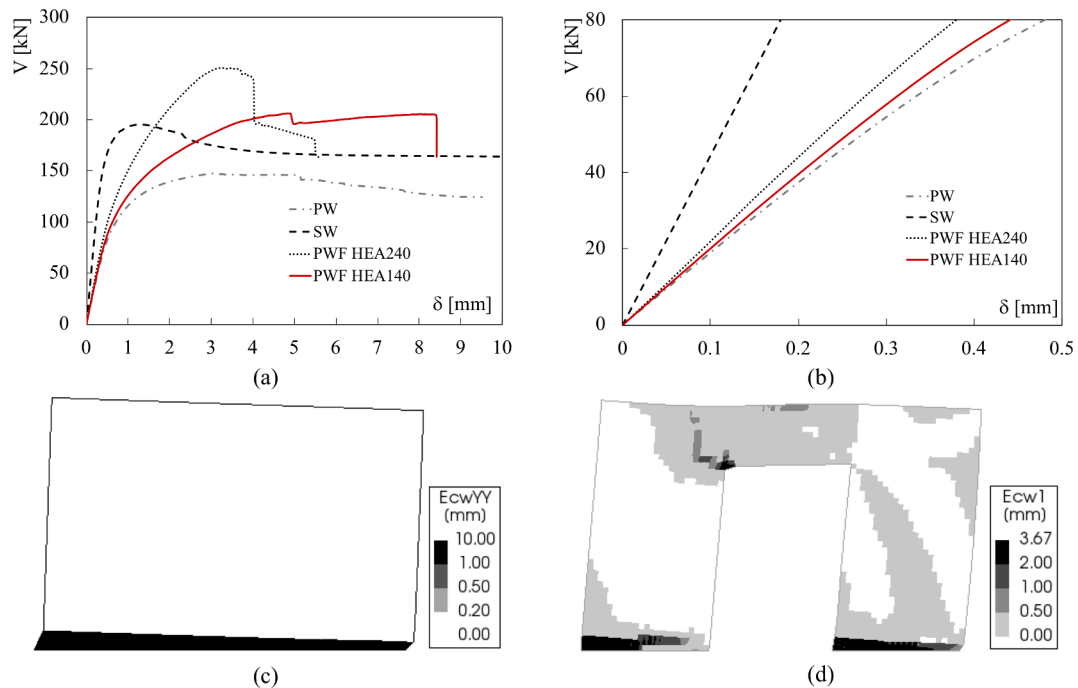 V [kN]
300
250
200
150
100
50
0
PW
SW
PWF HEA240
PWF HEA140
δ [mm]
0 1 2 3 4 5 6 7 8 9 10
(a)
V [kN]
80
60
40
20
0
PW
SW
PWF HEA240
PWF HEA140
δ [mm]
0 0.1 0.2 0.3 0.4 0.5
(b)
EcwYY
(mm)
10.00
1.00
0.50
0.20
0.00
(c)
Ecw1
(mm)
3.67
2.00
1.00
0.50
0.00
(d)